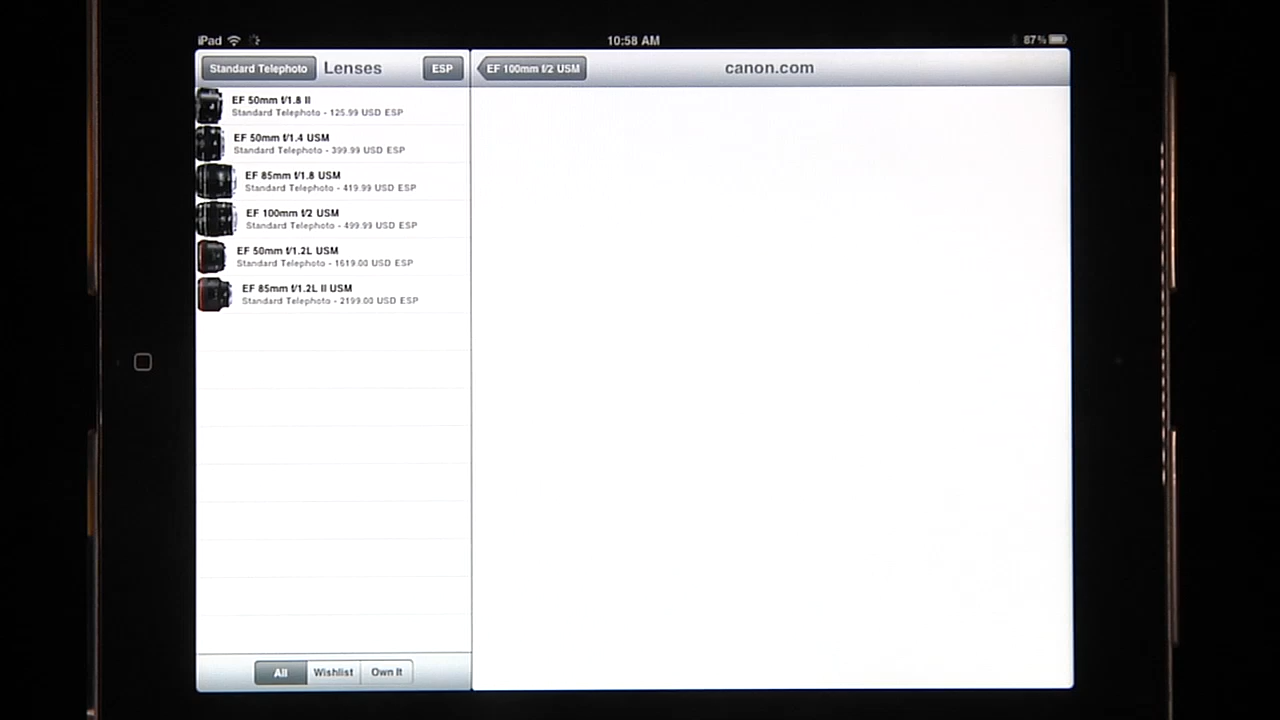 iPad
10:58 AM
87%
Standard Telephoto
Lenses
ESP
EF 100mm f/2 USM
canon.com
EF 50mm f/1.8 II
Standard Telephoto - 125.99 USD ESP
EF 50mm f/1.4 USM
Standard Telephoto - 399.99 USD ESP
EF 85mm f/1.8 USM
Standard Telephoto - 419.99 USD ESP
EF 100mm f/2 USM
Standard Telephoto - 499.99 USD ESP
EF 50mm f/1.2L USM
Standard Telephoto - 1619.00 USD ESP
EF 85mm f/1.2L II USM
Standard Telephoto - 2199.00 USD ESP
All
Wishlist
Own It